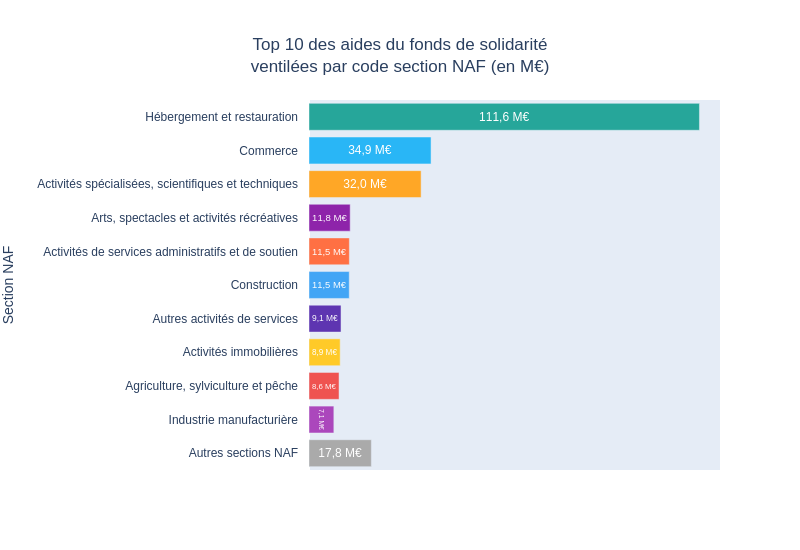 Top 10 des aides du fonds de solidarité
ventilées par code section NAF (en M€)
Section NAF
Hébergement et restauration 111,6 M€
Commerce 34,9 M€
Activités spécialisées, scientifiques et techniques 32,0 M€
Arts, spectacles et activités récréatives 11,8 M€
Activités de services administratifs et de soutien 11,5 M€
Construction 11,5 M€
Autres activités de services 9,1 M€
Activités immobilières 8,9 M€
Agriculture, sylviculture et pêche 8,6 M€
Industrie manufacturière 7,1 M€
Autres sections NAF 17,8 M€